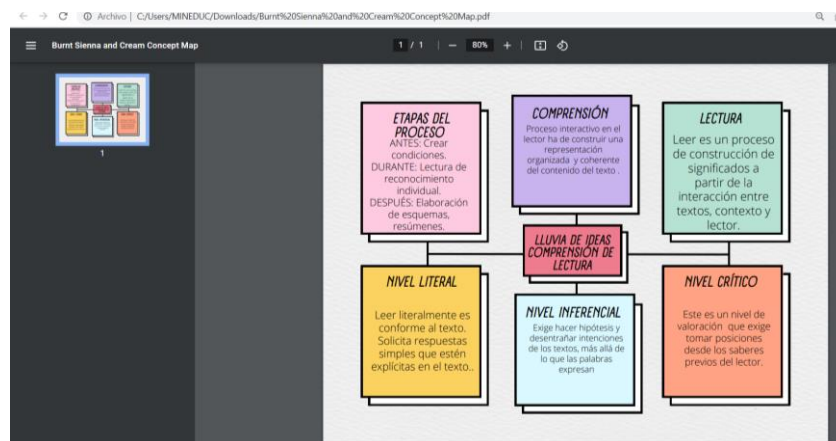 Archivo | C:/Users/MINEDUC/Downloads/Burnt%20Sienna%20and%20Cream%20Concept%20Map.pdf
Burnt Sienna and Cream Concept Map
1 / 1 | — 80% +
1
ETAPAS DEL
PROCESO
ANTES: Crear
condiciones.
DURANTE: Lectura de
reconocimiento
individual.
DESPUÉS: Elaboración
de esquemas,
resúmenes.
COMPRENSIÓN
Proceso interactivo en el
lector ha de construir una
representación
organizada y coherente
del contenido del texto .
LECTURA
Leer es un proceso
de construcción de
significados a
partir de la
interacción entre
textos, contexto y
lector.
LLUVIA DE IDEAS
COMPRENSIÓN DE
LECTURA
NIVEL LITERAL
Leer literalmente es
conforme al texto.
Solicita respuestas
simples que estén
explícitas en el texto..
NIVEL INFERENCIAL
Exige hacer hipótesis y
desentrañar intenciones
de los textos, más allá de
lo que las palabras
expresan
NIVEL CRÍTICO
Este es un nivel de
valoración que exige
tomar posiciones
desde los saberes
previos del lector.